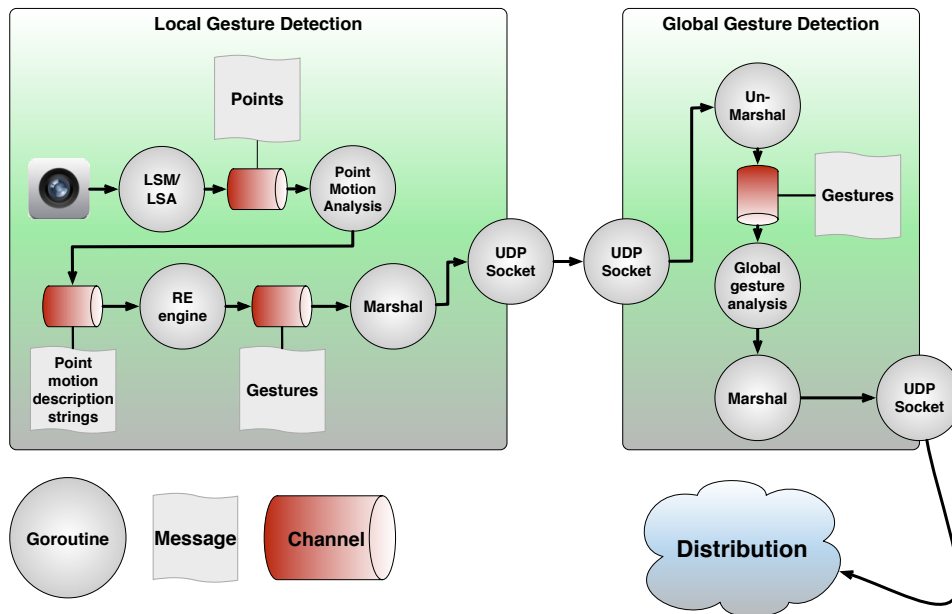 Local Gesture Detection
Points
LSM/
LSA
Point
Motion
Analysis
UDP
Socket
RE
engine
Marshal
Point
motion
description
strings
Gestures
Global Gesture Detection
Un-
Marshal
Gestures
UDP
Socket
Global
gesture
analysis
Marshal
UDP
Socket
Goroutine
Message
Channel
Distribution